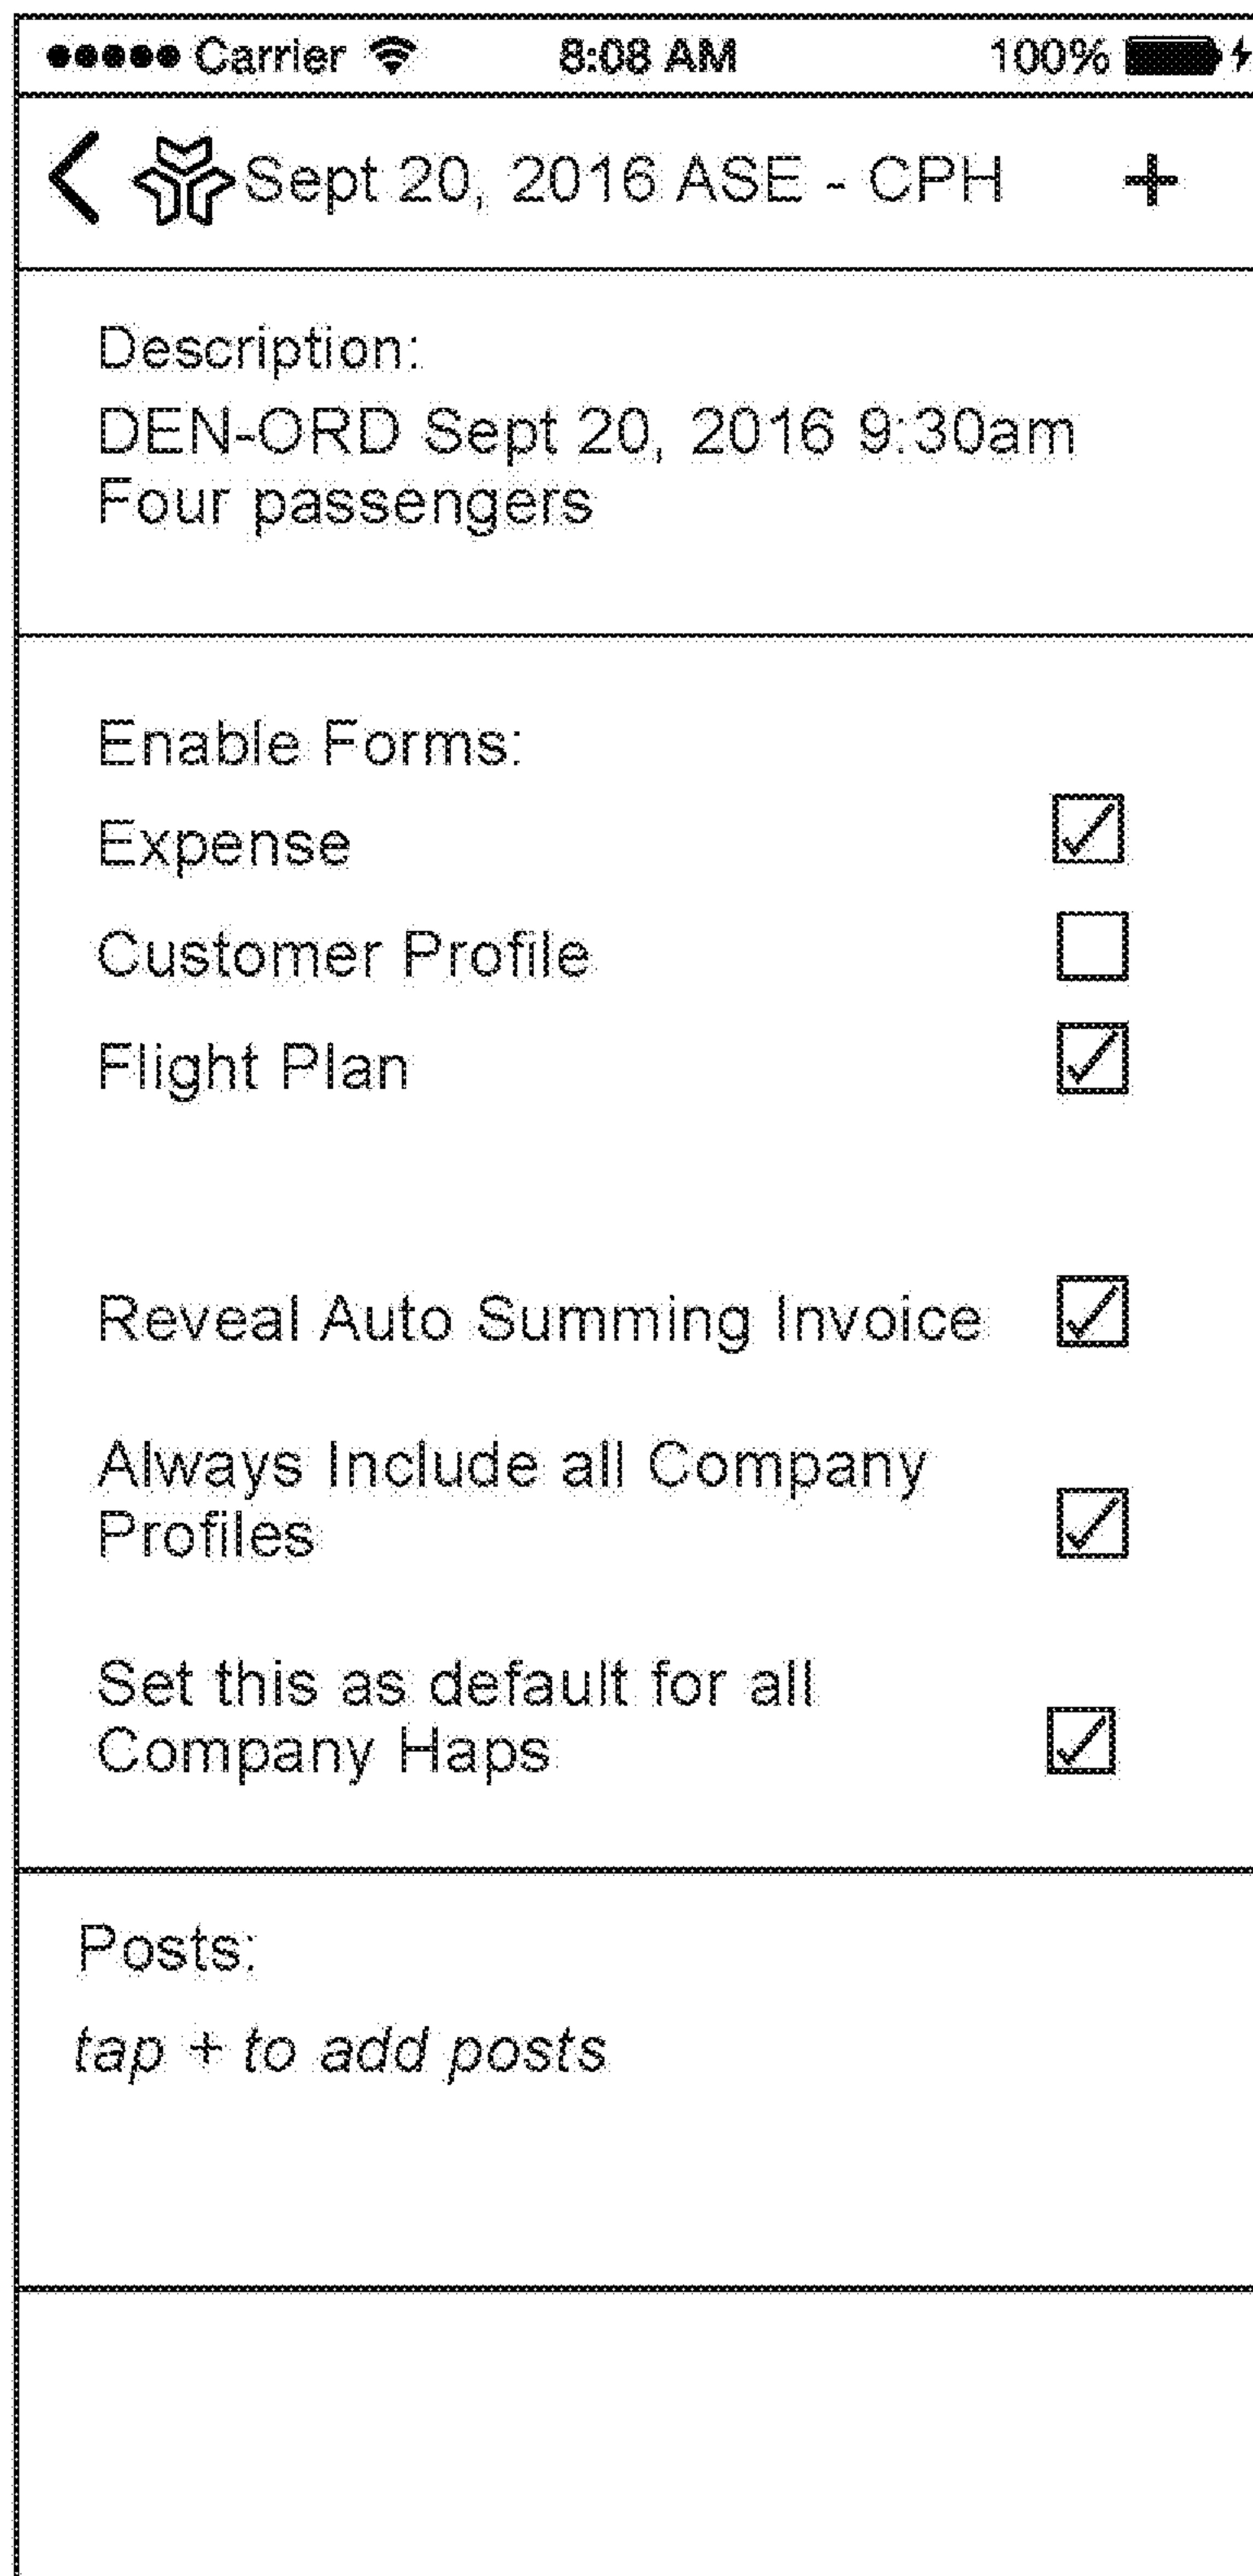 Carrier 8:08 AM 100%
Sept 20, 2016 ASE - CPH +
Description:
DEN-ORD Sept 20, 2016 9:30am
Four passengers
Enable Forms:
Expense
Customer Profile
Flight Plan
Reveal Auto Summing Invoice
Always Include all Company
Profiles
Set this as default for all
Company Haps
Posts:
tap + to add posts